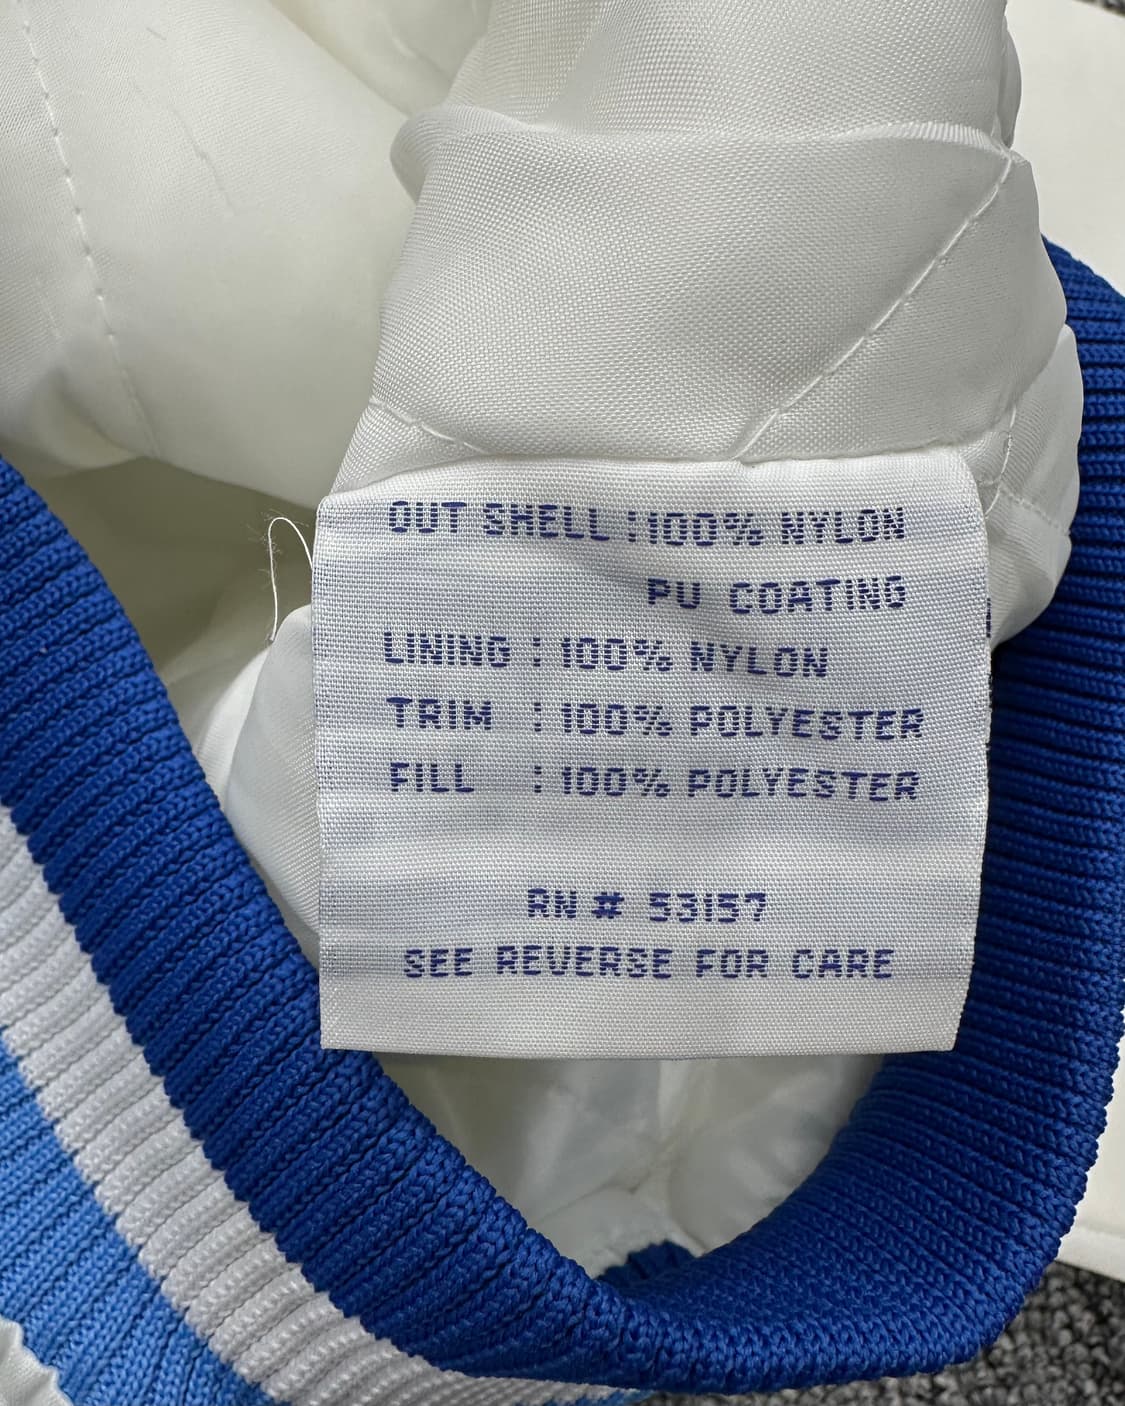 OUT SHELL :100% NYLON
PU COATING
LINING : 100% NYLON
TRIM : 100% POLYESTER
FILL : 100% POLYESTER
RN # 53157
SEE REVERSE FOR CARE